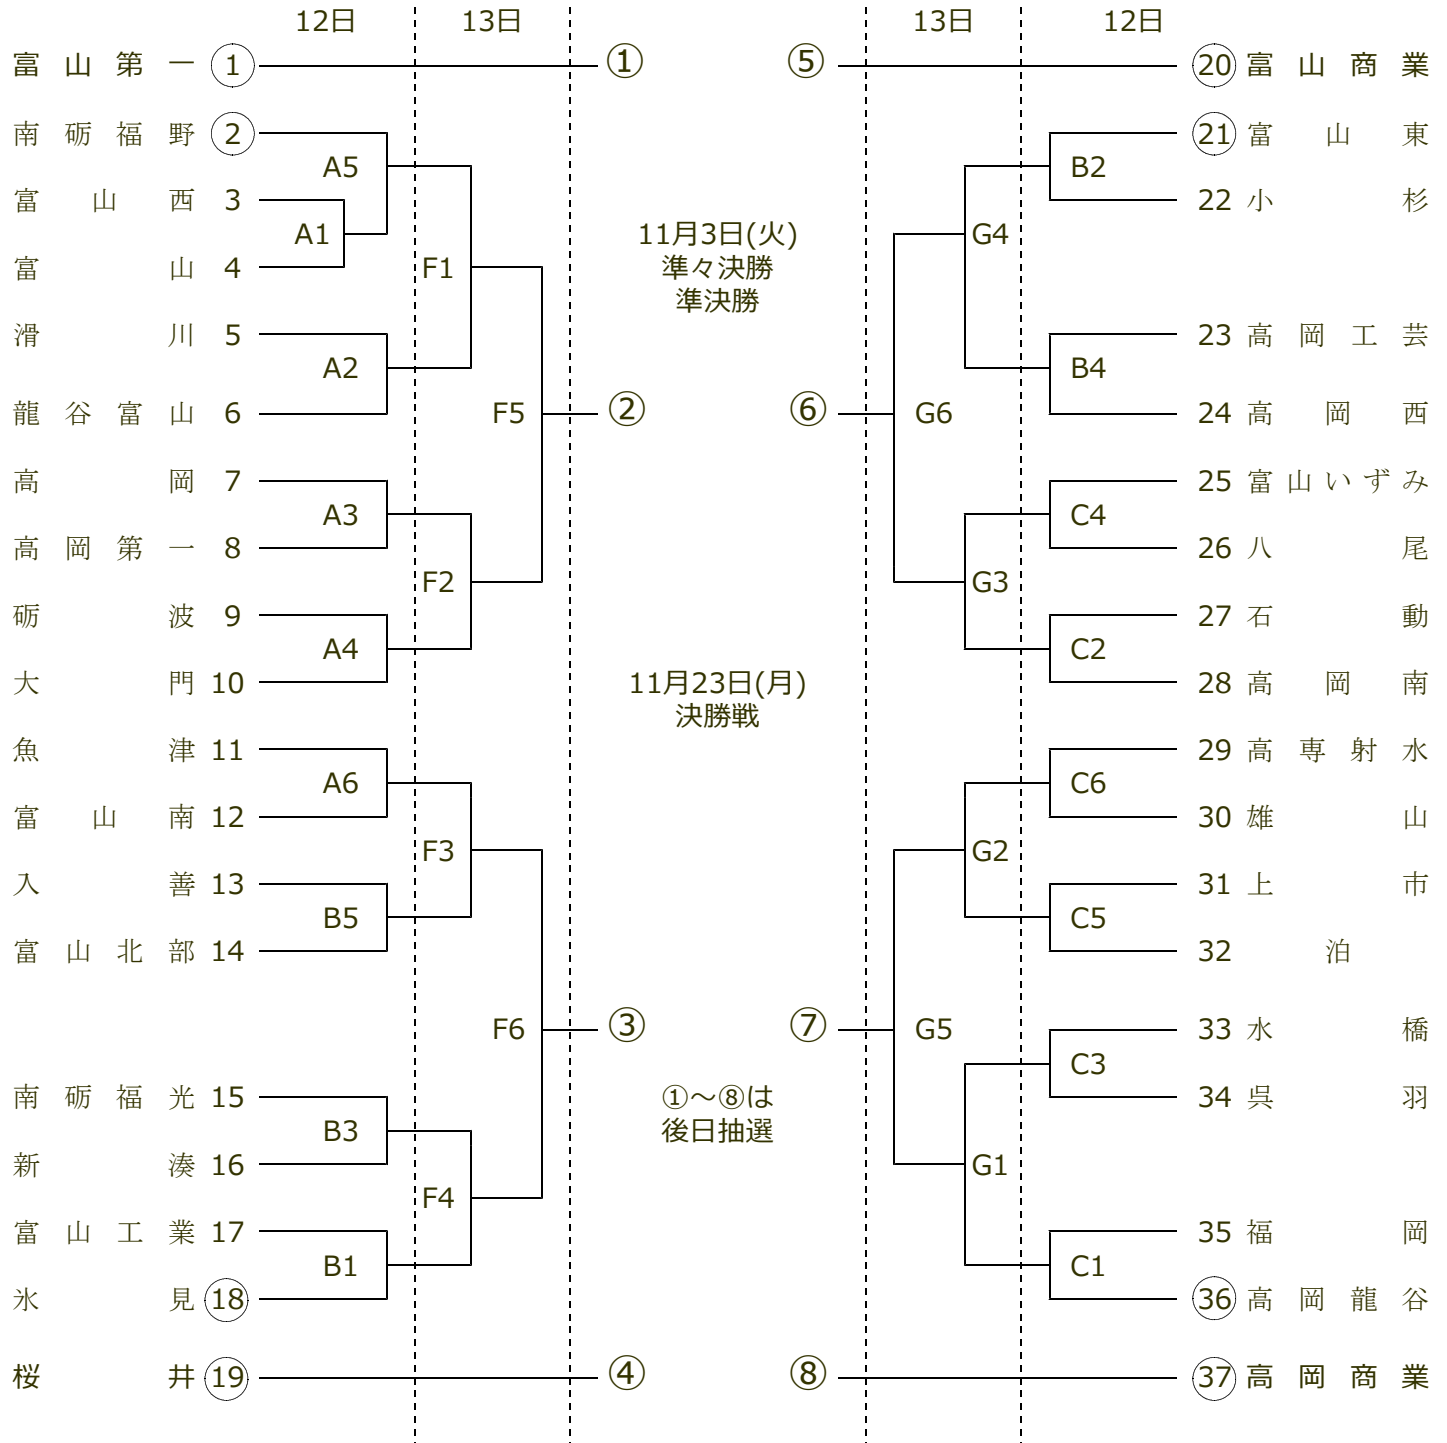 12日 13日 13日 12日
富山第一 1 ① ⑤ 20 富山商業
南砺福野 2 21 富山東
A5 B2
富山西 3 22 小杉
A1 11月3日(火) G4
富山 4 F1 準々決勝
準決勝
滑川 5 23 高岡工芸
A2 B4
龍谷富山 6 F5 ② ⑥ G6 24 高岡西
高岡 7 25 富山いずみ
A3 C4
高岡第一 8 26 八尾
F2 G3
砺波 9 27 石動
A4 C2
大門 10 11月23日(月) 28 高岡南
決勝戦
魚津 11 29 高専射水
A6 C6
富山南 12 30 雄山
F3 G2
入善 13 31 上市
B5 C5
富山北部 14 32 泊
F6 ③ ⑦ G5 33 水橋
C3
南砺福光 15 ①～⑧は 34 呉羽
B3 後日抽選
新湊 16 G1
F4
富山工業 17 35 福岡
B1 C1
氷見 18 36 高岡龍谷
桜井 19 ④ ⑧ 37 高岡商業